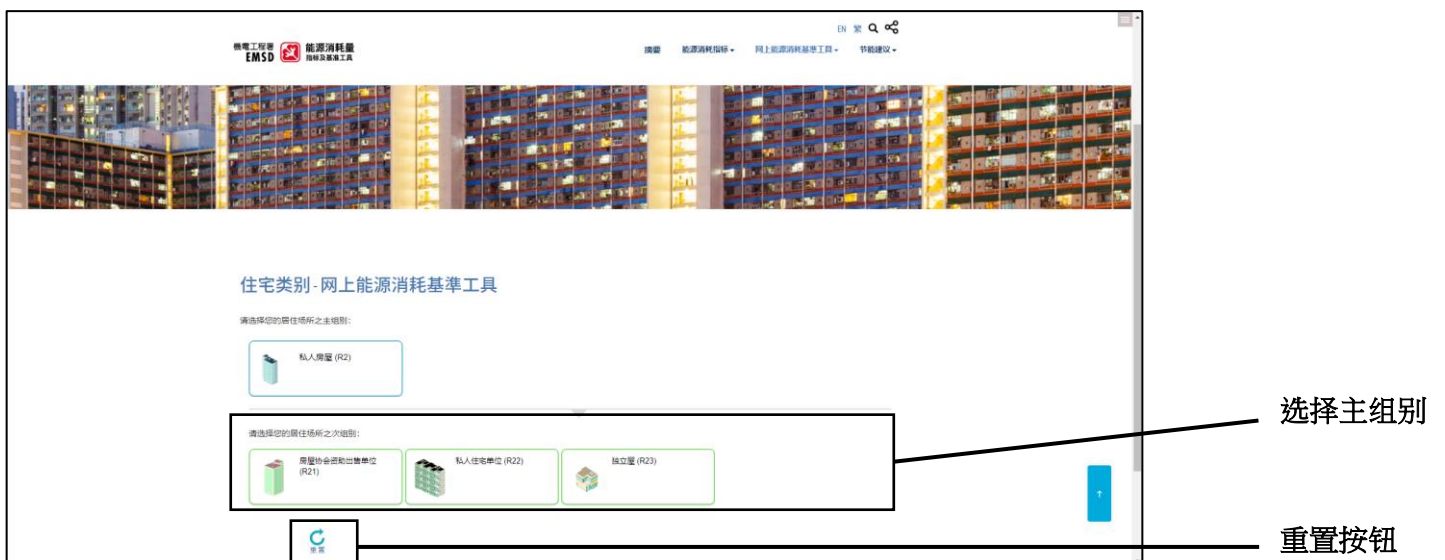 EN 繁
機電工程署
EMSD
能源消耗量
指标及基准工具
摘要 能源消耗指标 网上能源消耗基準工具 节能建议
住宅类别 - 网上能源消耗基準工具
请选择您的居住场所之主组别:
私人房屋 (R2)
请选择您的居住场所之次组别:
房屋协会资助出售单位
(R21)
私人住宅单位 (R22)
独立屋 (R23)
重置
选择主组别
重置按钮